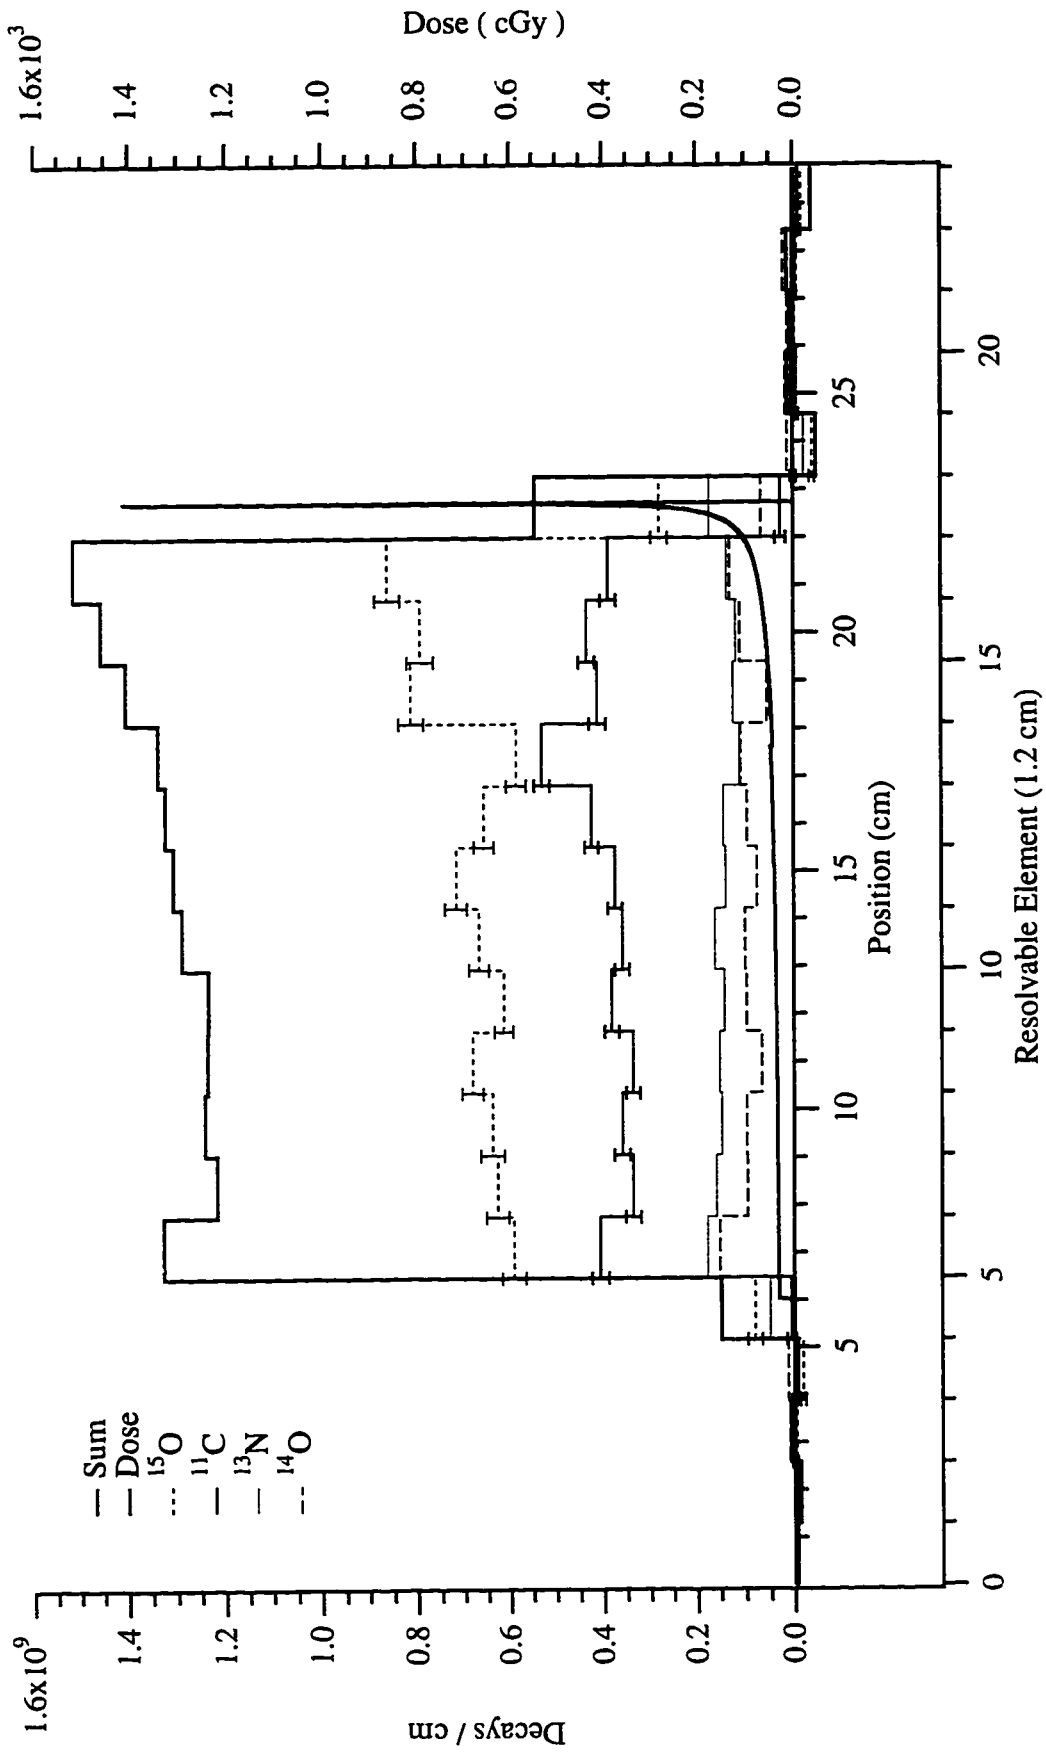 Dose ( cGy )
1.6x10³
1.4
1.2
1.0
0.8
0.6
0.4
0.2
0.0
Sum
Dose
¹⁵O
¹¹C
¹³N
¹⁴O
1.6x10⁹
1.4
1.2
1.0
0.8
0.6
0.4
0.2
0.0
Decays / cm
5
10
15
20
25
Position (cm)
0
5
10
15
20
Resolvable Element (1.2 cm)